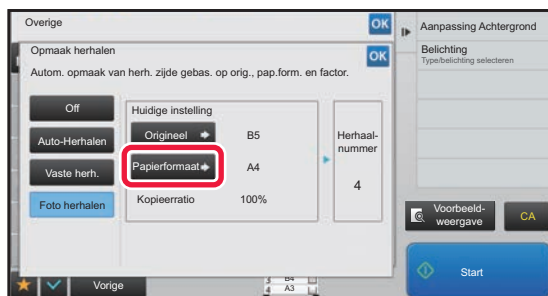 Overige
OK
Opmaak herhalen
OK
Autom. opmaak van herh. zijde gebas. op orig., pap.form. en factor.
Off
Auto-Herhalen
Vaste herh.
Foto herhalen
Huidige instelling
Origineel B5
Papierformaat A4
Kopieerratio 100%
Herhaal-
nummer
4
Vorige
3 B4
4 A3
Aanpassing Achtergrond
Belichting
Type/belichting selecteren
Voorbeeld-
weergave
CA
Start